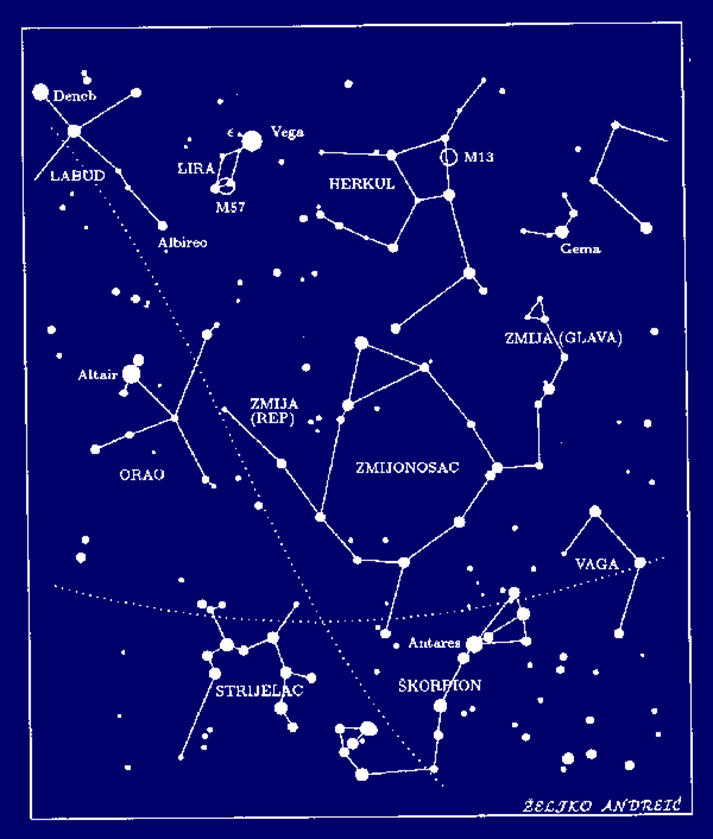 Deneb
LABUD
Albireo
ε
Vega
LIRA
M57
HERKUL
M13
Gema
ZMIJA (GLAVA)
Altair
ORAO
ZMIJA
(REP)
ZMIJONOSAC
VAGA
Antares
STRIJELAC
ŠKORPION
ŽELJKO ANDREIĆ